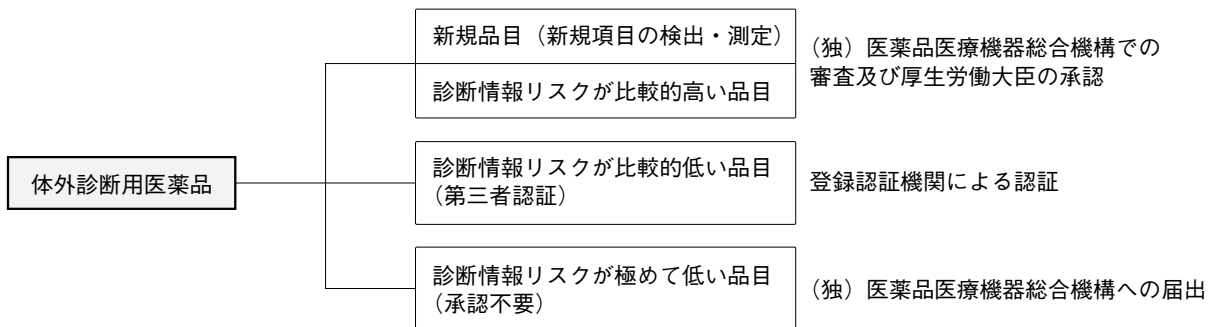 新規品目（新規項目の検出・測定）
診断情報リスクが比較的高い品目
（独）医薬品医療機器総合機構での
審査及び厚生労働大臣の承認
体外診断用医薬品
診断情報リスクが比較的低い品目
（第三者認証）
登録認証機関による認証
診断情報リスクが極めて低い品目
（承認不要）
（独）医薬品医療機器総合機構への届出